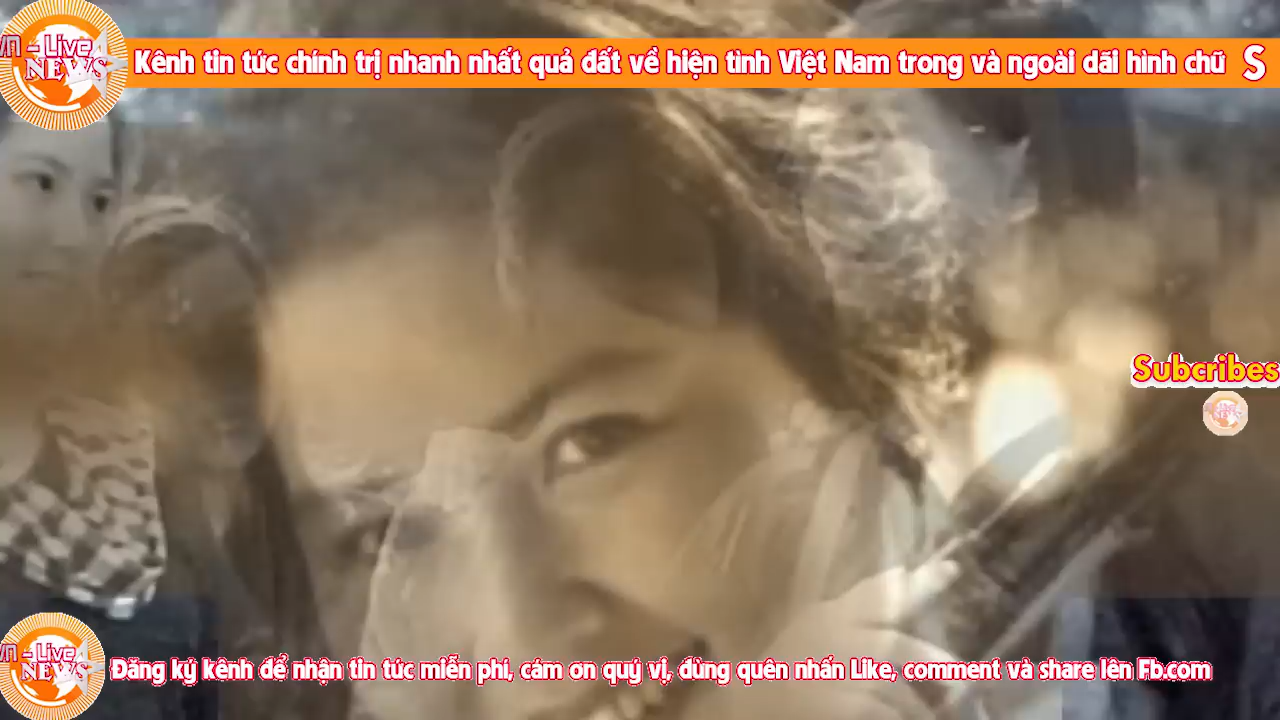 VN - Live
NEWS
Kênh tin tức chính trị nhanh nhất quả đất về hiện tình Việt Nam trong và ngoài dãi hình chữ S
Subcribes
VN - Live
NEWS
Đăng ký kênh để nhận tin tức miễn phí, cám ơn quý vị, đừng quên nhấn Like, comment và share lên Fb.com